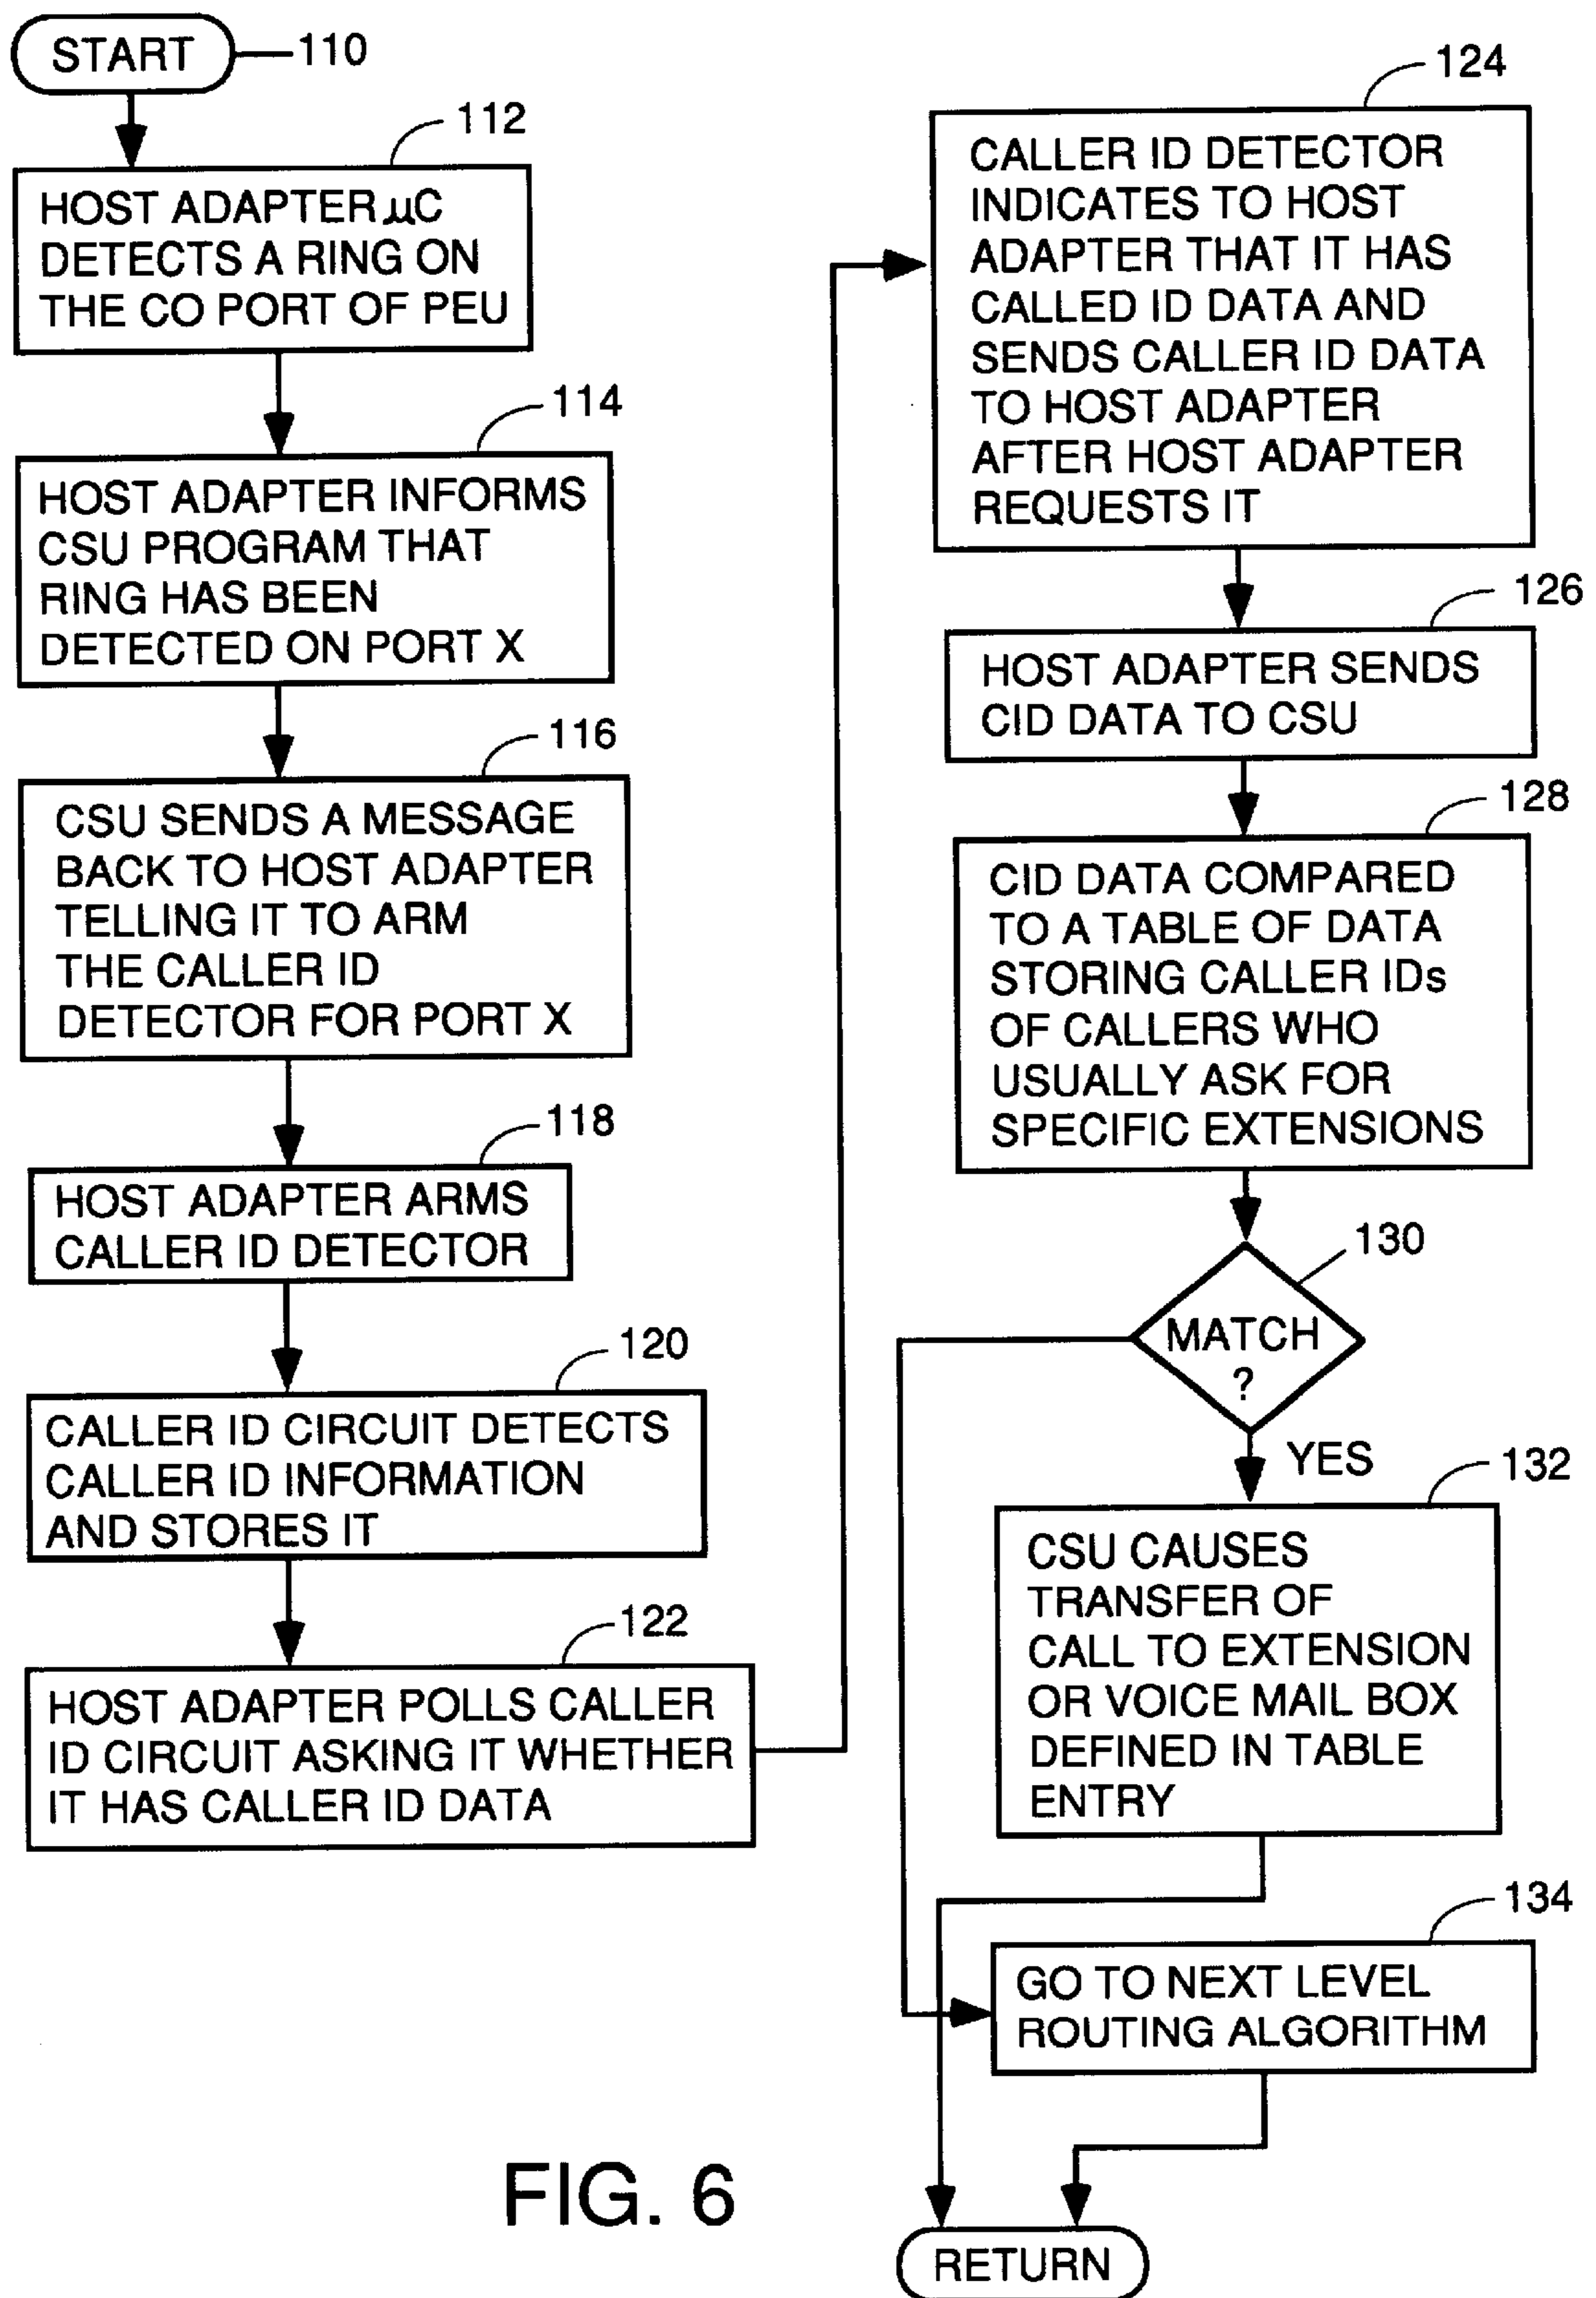 START
110
112
HOST ADAPTER µC
DETECTS A RING ON
THE CO PORT OF PEU
114
HOST ADAPTER INFORMS
CSU PROGRAM THAT
RING HAS BEEN
DETECTED ON PORT X
116
CSU SENDS A MESSAGE
BACK TO HOST ADAPTER
TELLING IT TO ARM
THE CALLER ID
DETECTOR FOR PORT X
118
HOST ADAPTER ARMS
CALLER ID DETECTOR
120
CALLER ID CIRCUIT DETECTS
CALLER ID INFORMATION
AND STORES IT
122
HOST ADAPTER POLLS CALLER
ID CIRCUIT ASKING IT WHETHER
IT HAS CALLER ID DATA
124
CALLER ID DETECTOR
INDICATES TO HOST
ADAPTER THAT IT HAS
CALLED ID DATA AND
SENDS CALLER ID DATA
TO HOST ADAPTER
AFTER HOST ADAPTER
REQUESTS IT
126
HOST ADAPTER SENDS
CID DATA TO CSU
128
CID DATA COMPARED
TO A TABLE OF DATA
STORING CALLER IDs
OF CALLERS WHO
USUALLY ASK FOR
SPECIFIC EXTENSIONS
130
MATCH
?
YES
132
CSU CAUSES
TRANSFER OF
CALL TO EXTENSION
OR VOICE MAIL BOX
DEFINED IN TABLE
ENTRY
134
GO TO NEXT LEVEL
ROUTING ALGORITHM
RETURN
FIG. 6